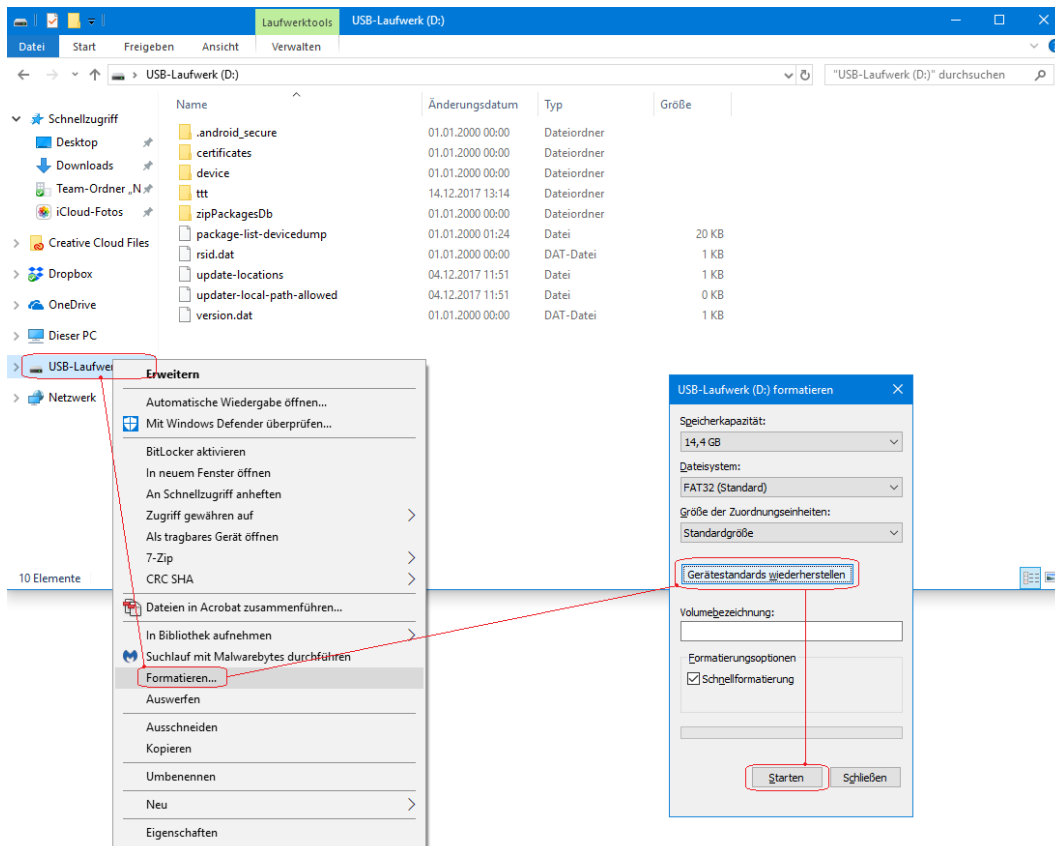 Laufwerktools USB-Laufwerk (D:)
Datei Start Freigeben Ansicht Verwalten
USB-Laufwerk (D:) "USB-Laufwerk (D:)" durchsuchen
Name Änderungsdatum Typ Größe
.android_secure 01.01.2000 00:00 Dateiordner
certificates 01.01.2000 00:00 Dateiordner
device 01.01.2000 00:00 Dateiordner
ttt 14.12.2017 13:14 Dateiordner
zipPackagesDb 01.01.2000 00:00 Dateiordner
package-list-devicedump 01.01.2000 01:24 Datei 20 KB
rsid.dat 01.01.2000 00:00 DAT-Datei 1 KB
update-locations 04.12.2017 11:51 Datei 1 KB
updater-local-path-allowed 04.12.2017 11:51 Datei 0 KB
version.dat 01.01.2000 00:00 DAT-Datei 1 KB
Schnellzugriff
Desktop
Downloads
Team-Ordner „N
iCloud-Fotos
Creative Cloud Files
Dropbox
OneDrive
Dieser PC
USB-Laufwer
Netzwerk
10 Elemente
Erweitern
Automatische Wiedergabe öffnen...
Mit Windows Defender überprüfen...
BitLocker aktivieren
In neuem Fenster öffnen
An Schnellzugriff anheften
Zugriff gewähren auf
Als tragbares Gerät öffnen
7-Zip
CRC SHA
Dateien in Acrobat zusammenführen...
In Bibliothek aufnehmen
Suchlauf mit Malwarebytes durchführen
Formatieren...
Auswerfen
Ausschneiden
Kopieren
Umbenennen
Neu
Eigenschaften
USB-Laufwerk (D:) formatieren
Speicherkapazität:
14,4 GB
Dateisystem:
FAT32 (Standard)
Größe der Zuordnungseinheiten:
Standardgröße
Gerätestandards wiederherstellen
Volumebezeichnung:
Formatierungsoptionen
Schnellformatierung
Starten Schließen